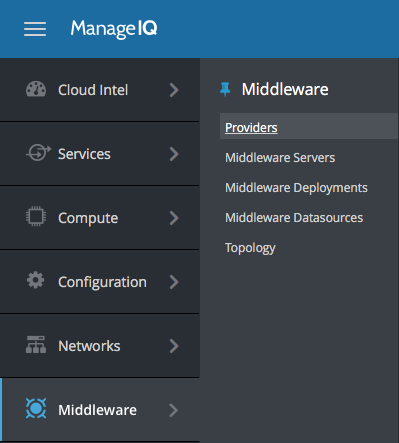 ManageIQ
Cloud Intel
Services
Compute
Configuration
Networks
Middleware
Middleware
Providers
Middleware Servers
Middleware Deployments
Middleware Datasources
Topology